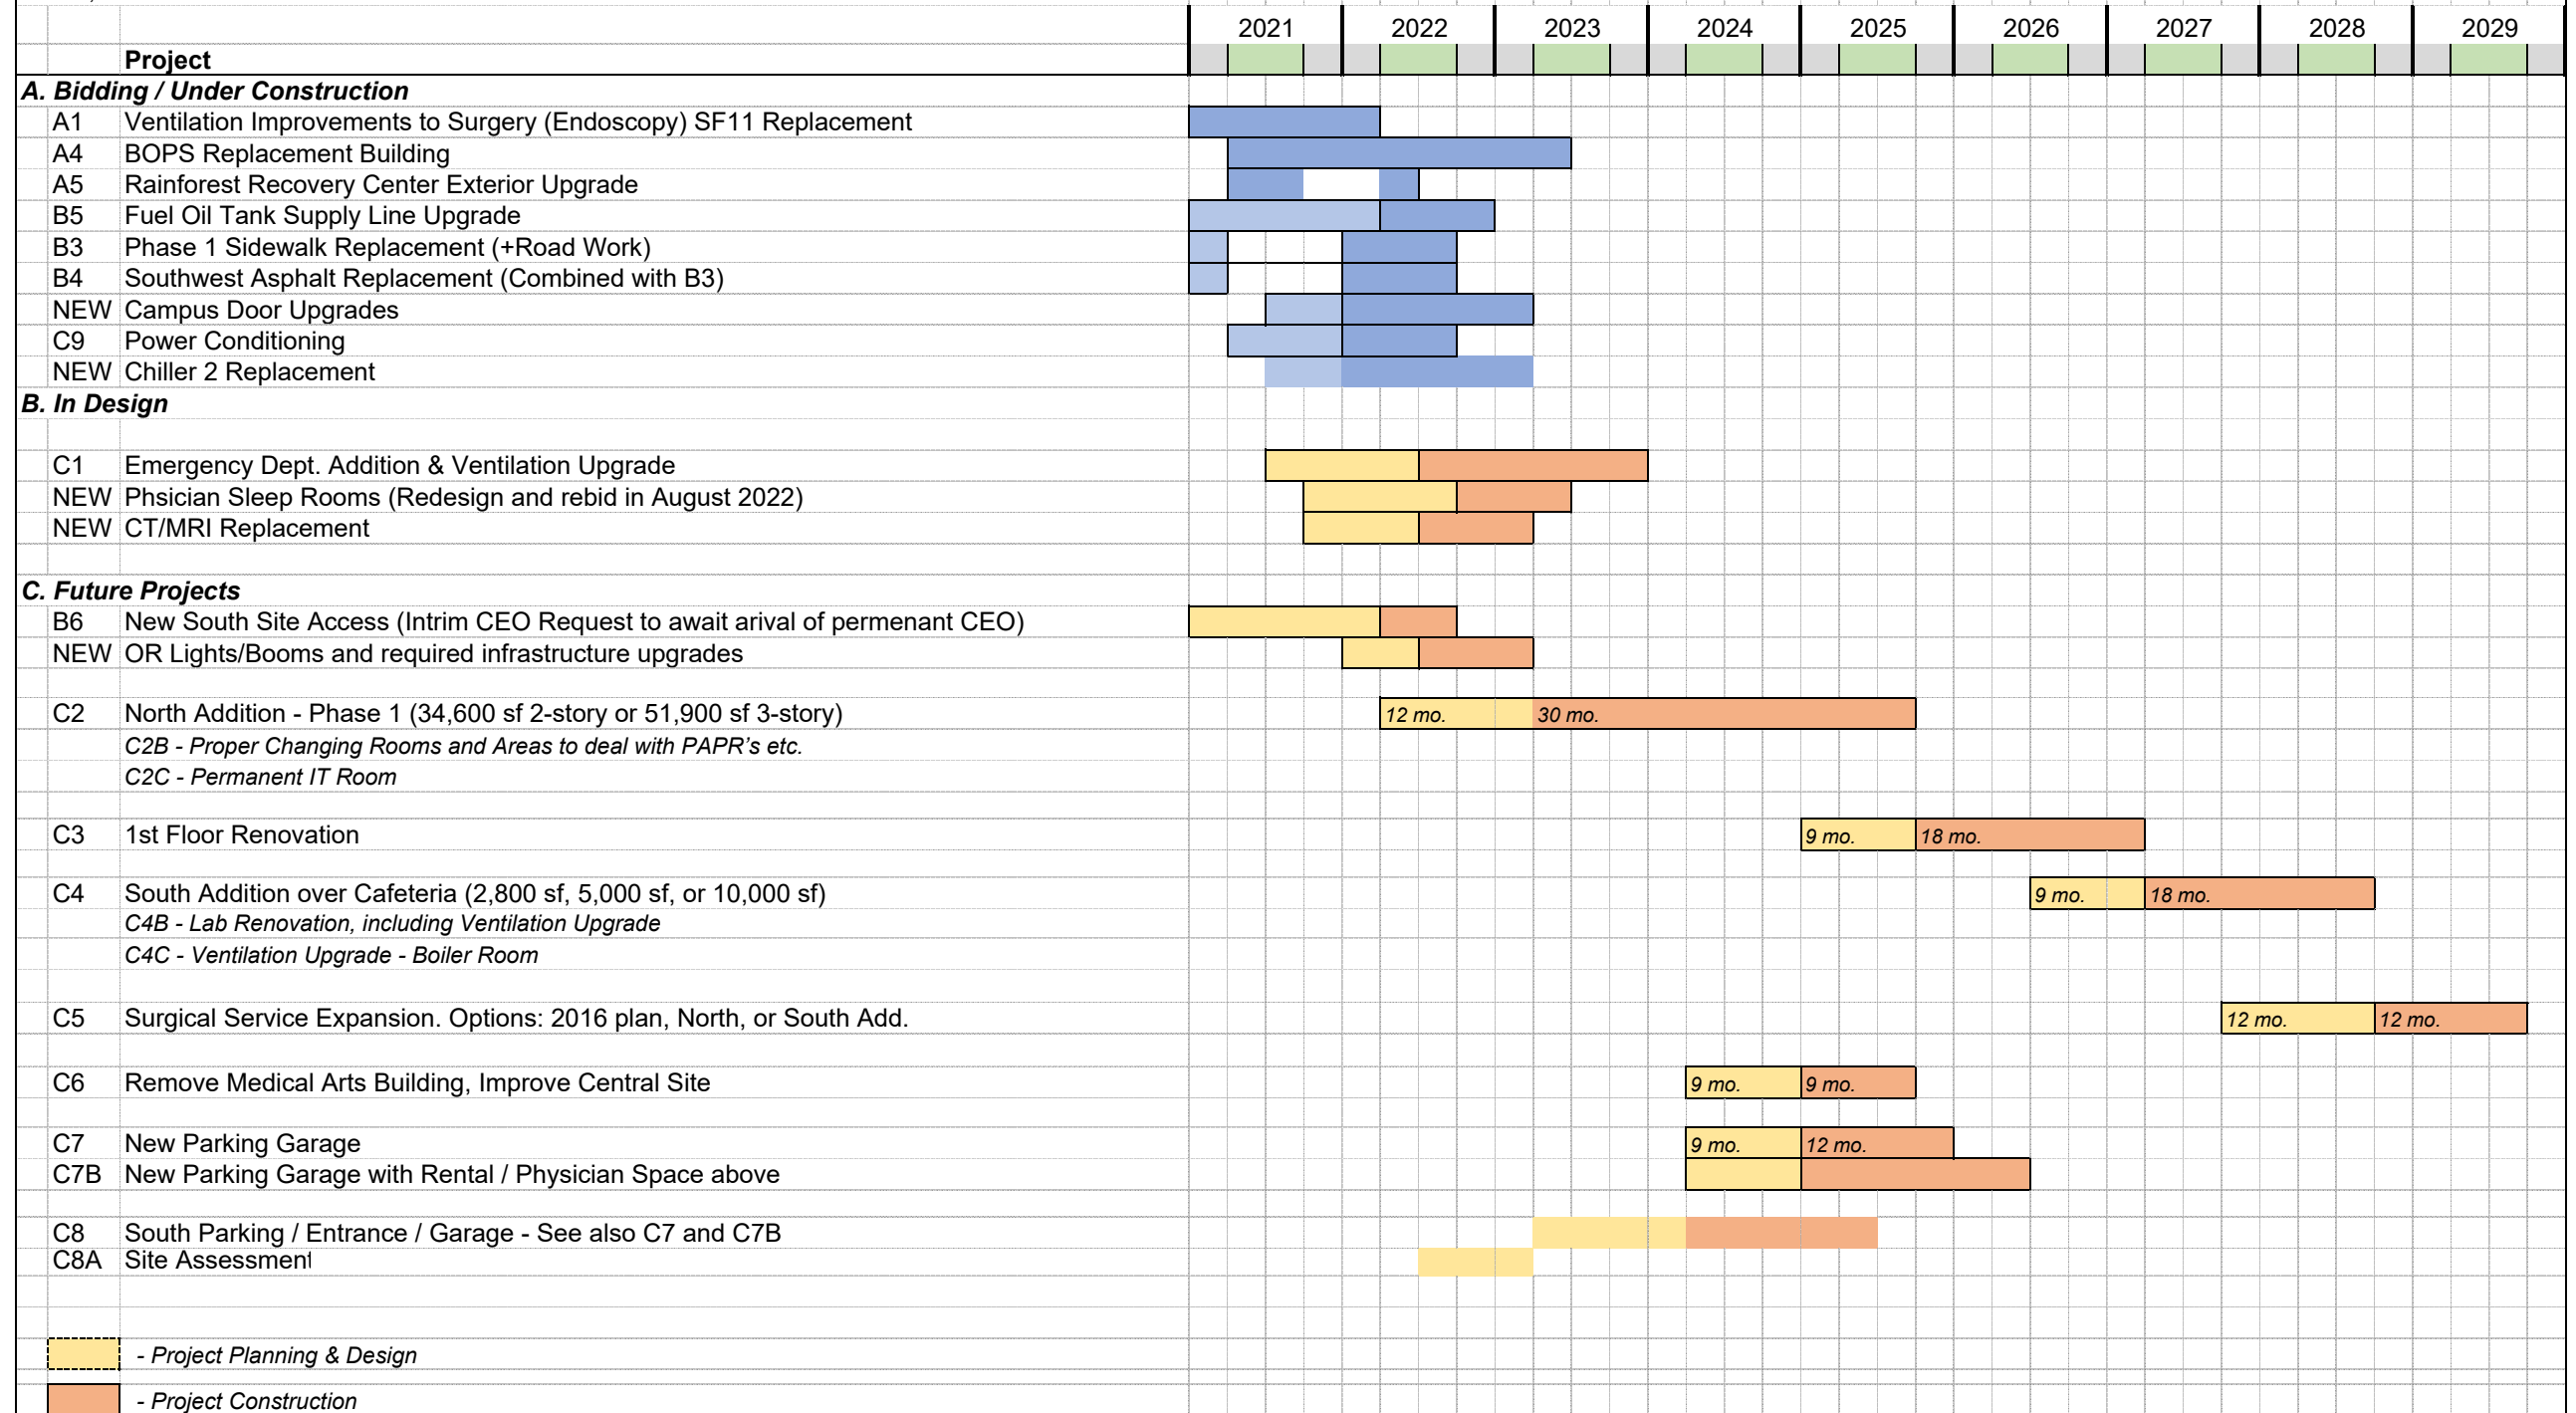 2021 2022 2023 2024 2025 2026 2027 2028 2029
Project
A. Bidding / Under Construction
A1 Ventilation Improvements to Surgery (Endoscopy) SF11 Replacement
A4 BOPS Replacement Building
A5 Rainforest Recovery Center Exterior Upgrade
B5 Fuel Oil Tank Supply Line Upgrade
B3 Phase 1 Sidewalk Replacement (+Road Work)
B4 Southwest Asphalt Replacement (Combined with B3)
NEW Campus Door Upgrades
C9 Power Conditioning
NEW Chiller 2 Replacement
B. In Design
C1 Emergency Dept. Addition & Ventilation Upgrade
NEW Phsician Sleep Rooms (Redesign and rebid in August 2022)
NEW CT/MRI Replacement
C. Future Projects
B6 New South Site Access (Intrim CEO Request to await arival of permenant CEO)
NEW OR Lights/Booms and required infrastructure upgrades
C2 North Addition - Phase 1 (34,600 sf 2-story or 51,900 sf 3-story) 12 mo. 30 mo.
C2B - Proper Changing Rooms and Areas to deal with PAPR's etc.
C2C - Permanent IT Room
C3 1st Floor Renovation 9 mo. 18 mo.
C4 South Addition over Cafeteria (2,800 sf, 5,000 sf, or 10,000 sf) 9 mo. 18 mo.
C4B - Lab Renovation, including Ventilation Upgrade
C4C - Ventilation Upgrade - Boiler Room
C5 Surgical Service Expansion. Options: 2016 plan, North, or South Add. 12 mo. 12 mo.
C6 Remove Medical Arts Building, Improve Central Site 9 mo. 9 mo.
C7 New Parking Garage 9 mo. 12 mo.
C7B New Parking Garage with Rental / Physician Space above
C8 South Parking / Entrance / Garage - See also C7 and C7B
C8A Site Assessment
- Project Planning & Design
- Project Construction